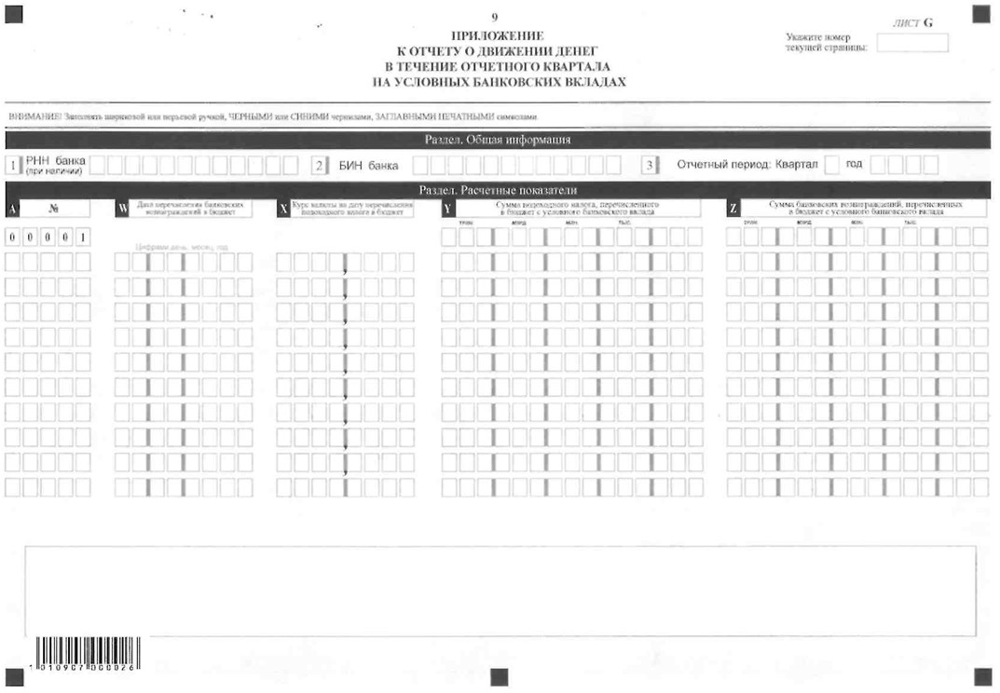 9
ЛИСТ G
ПРИЛОЖЕНИЕ
К ОТЧЕТУ О ДВИЖЕНИИ ДЕНЕГ
В ТЕЧЕНИЕ ОТЧЕТНОГО КВАРТАЛА
НА УСЛОВНЫХ БАНКОВСКИХ ВКЛАДАХ
Укажите номер
текущей страницы:
ВНИМАНИЕ! Заполнять шариковой или перьевой ручкой, ЧЕРНЫМИ или СИНИМИ чернилами, ЗАГЛАВНЫМИ ПЕЧАТНЫМИ символами.
Раздел. Общая информация
1 РНН банка
(при наличии)
2 БИН банка
3 Отчетный период: Квартал год
Раздел. Расчетные показатели
A №
W Дата перечисления банковских
вознаграждений в бюджет
X Курс валюты на дату перечисления
подоходного налога в бюджет
Y Сумма подоходного налога, перечисленного
в бюджет с условного банковского вклада
Z Сумма банковских вознаграждений, перечисленных
в бюджет с условного банковского вклада
трлн. млрд. млн. тыс. трлн. млрд. млн. тыс.
0 0 0 0 1
Цифрами день, месяц, год
1010907000026